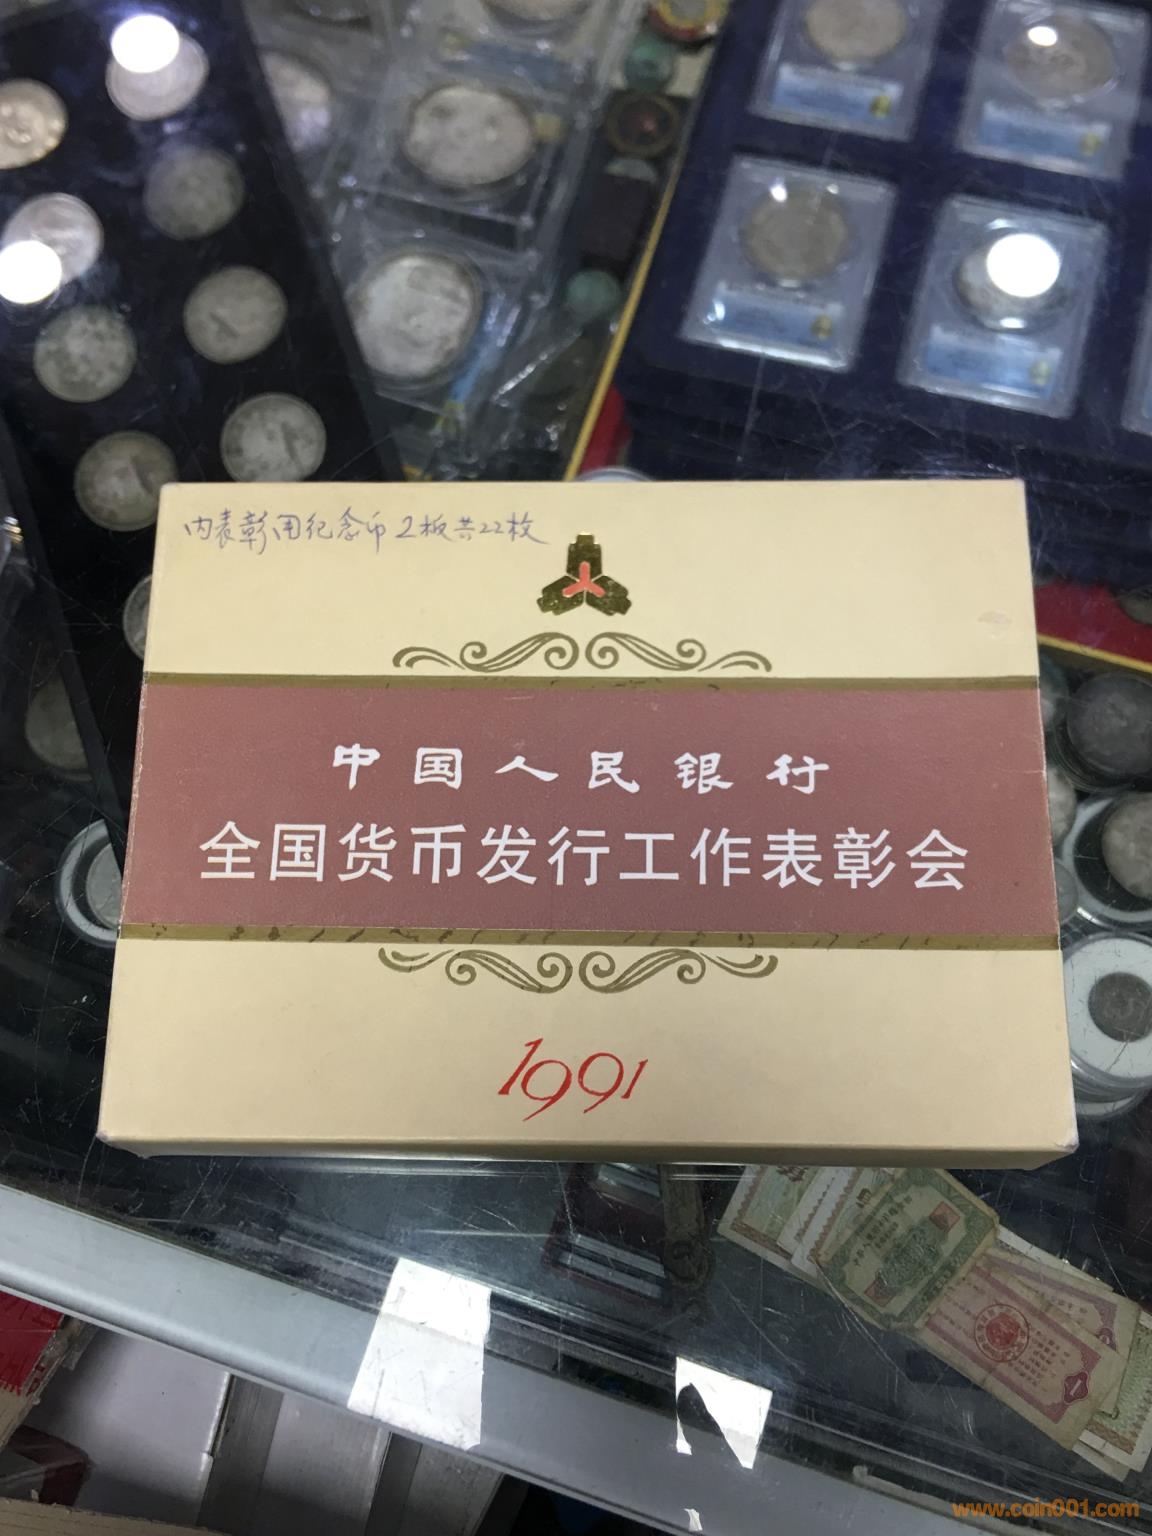 内表彰用纪念币2板共22枚
中国人民银行
全国货币发行工作表彰会
1991
www.coin001.com